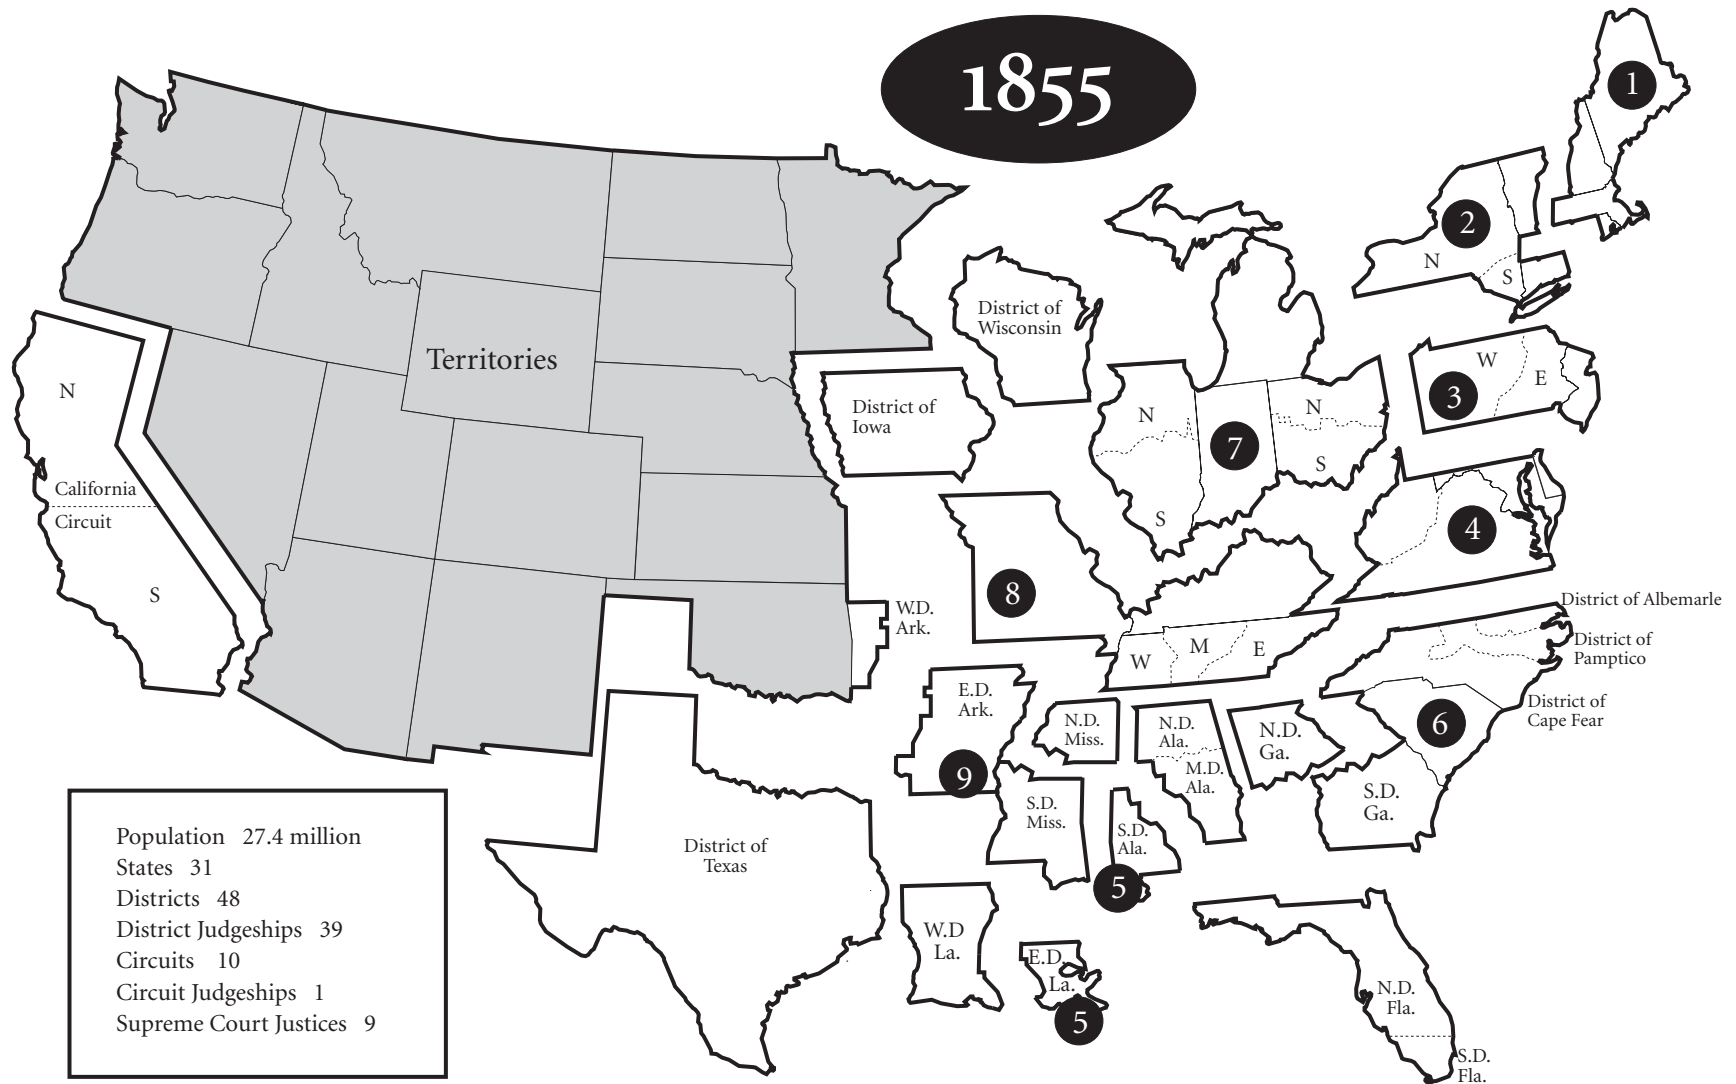 1855
1
2
N
S
District of
Wisconsin
Territories
N
California
Circuit
S
District of
Iowa
N
S
7
N
S
W
E
3
4
8
W.D.
Ark.
W
M
E
District of Albemarle
District of
Pamptico
District of
Cape Fear
6
E.D.
Ark.
9
N.D.
Miss.
N.D.
Ala.
M.D.
Ala.
N.D.
Ga.
S.D.
Miss.
S.D.
Ala.
5
S.D.
Ga.
District of
Texas
W.D
La.
E.D.
La.
5
N.D.
Fla.
S.D.
Fla.
Population 27.4 million
States 31
Districts 48
District Judgeships 39
Circuits 10
Circuit Judgeships 1
Supreme Court Justices 9